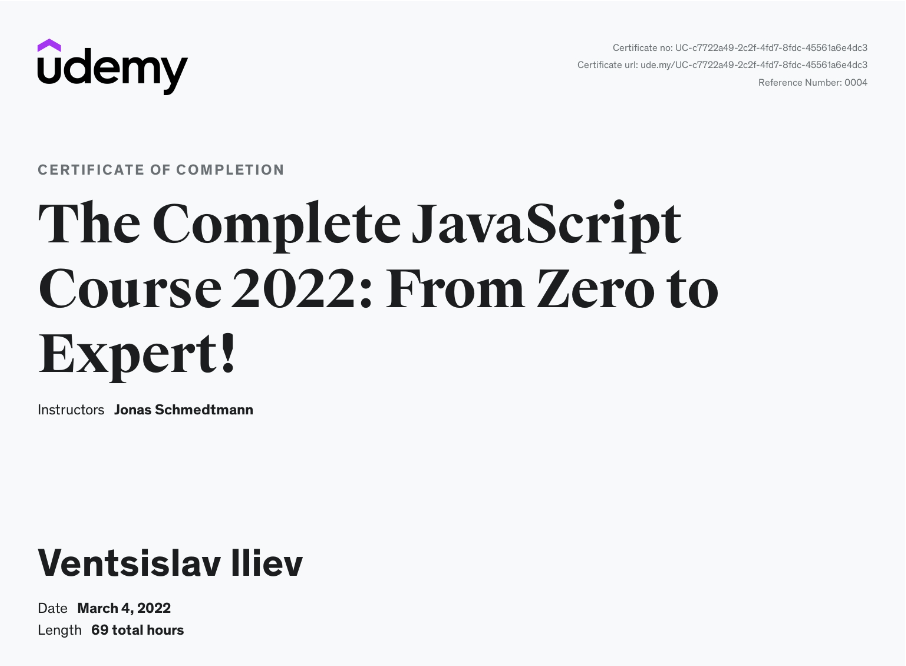 udemy
Certificate no: UC-c7722a49-2c2f-4fd7-8fdc-45561a6e4dc3
Certificate url: ude.my/UC-c7722a49-2c2f-4fd7-8fdc-45561a6e4dc3
Reference Number: 0004
CERTIFICATE OF COMPLETION
The Complete JavaScript
Course 2022: From Zero to
Expert!
Instructors Jonas Schmedtmann
Ventsislav Iliev
Date March 4, 2022
Length 69 total hours